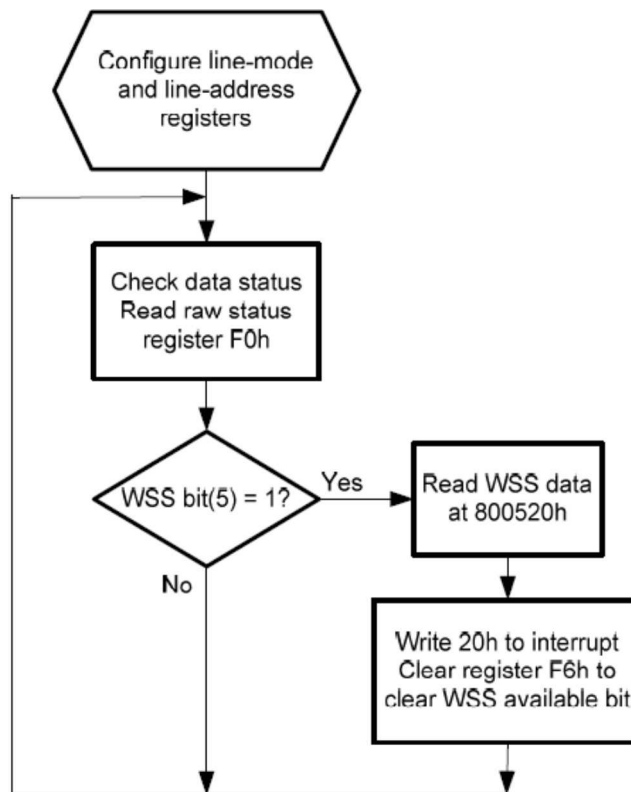 Configure line-mode
and line-address
registers
Check data status
Read raw status
register F0h
WSS bit(5) = 1?
Yes
No
Read WSS data
at 800520h
Write 20h to interrupt
Clear register F6h to
clear WSS available bit